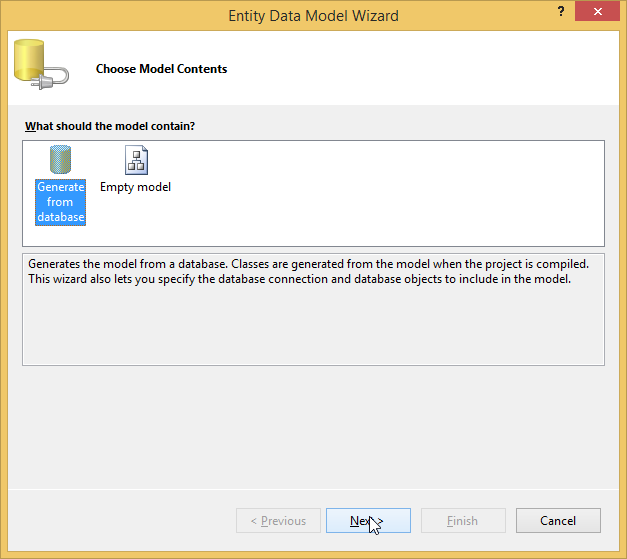 Entity Data Model Wizard
?
Choose Model Contents
What should the model contain?
Generate
from
database
Empty model
Generates the model from a database. Classes are generated from the model when the project is compiled.
This wizard also lets you specify the database connection and database objects to include in the model.
< Previous
Next >
Finish
Cancel